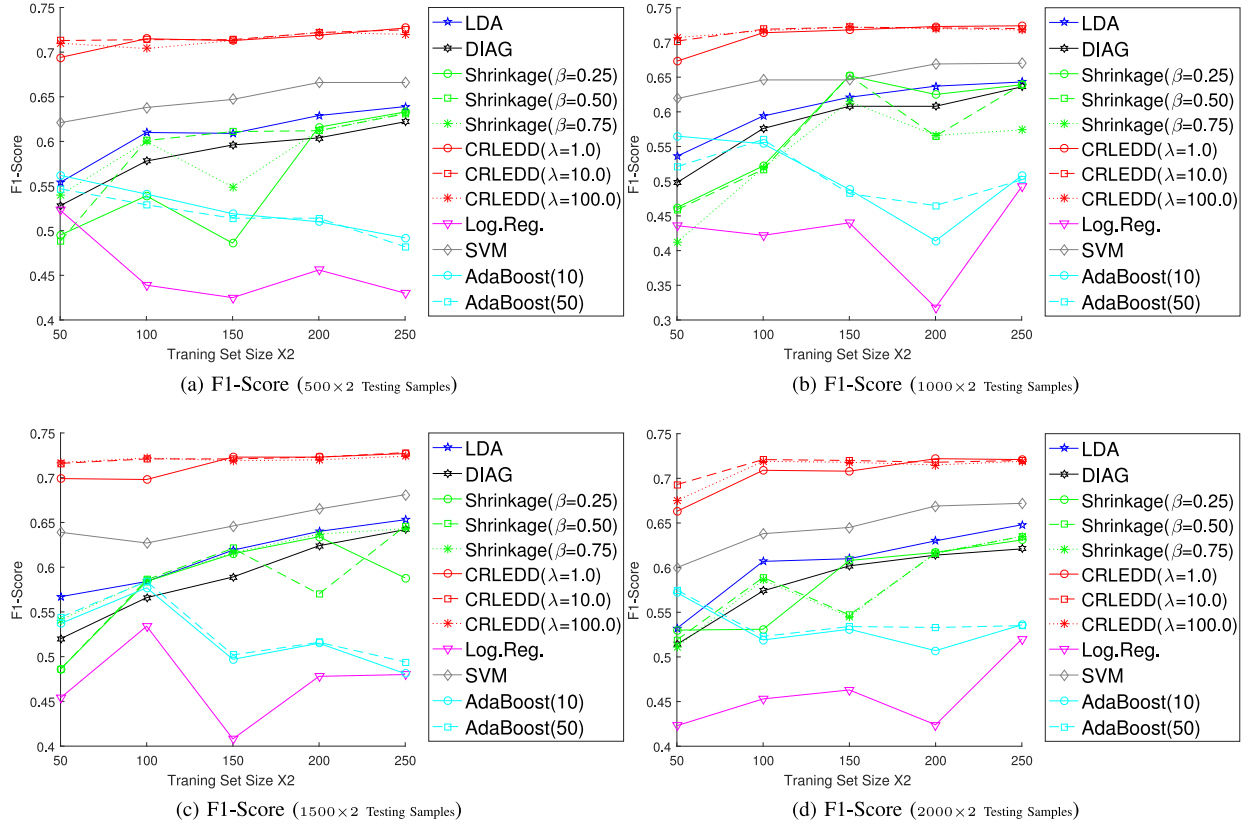 0.75
0.7
0.65
0.6
0.55
0.5
0.45
0.4
F1-Score
50 100 150 200 250
Traning Set Size X2
LDA
DIAG
Shrinkage(β=0.25)
Shrinkage(β=0.50)
Shrinkage(β=0.75)
CRLEDD(λ=1.0)
CRLEDD(λ=10.0)
CRLEDD(λ=100.0)
Log.Reg.
SVM
AdaBoost(10)
AdaBoost(50)
(a) F1-Score (500×2 Testing Samples)
0.75
0.7
0.65
0.6
0.55
0.5
0.45
0.4
0.35
0.3
F1-Score
50 100 150 200 250
Traning Set Size X2
LDA
DIAG
Shrinkage(β=0.25)
Shrinkage(β=0.50)
Shrinkage(β=0.75)
CRLEDD(λ=1.0)
CRLEDD(λ=10.0)
CRLEDD(λ=100.0)
Log.Reg.
SVM
AdaBoost(10)
AdaBoost(50)
(b) F1-Score (1000×2 Testing Samples)
0.75
0.7
0.65
0.6
0.55
0.5
0.45
0.4
F1-Score
50 100 150 200 250
Traning Set Size X2
LDA
DIAG
Shrinkage(β=0.25)
Shrinkage(β=0.50)
Shrinkage(β=0.75)
CRLEDD(λ=1.0)
CRLEDD(λ=10.0)
CRLEDD(λ=100.0)
Log.Reg.
SVM
AdaBoost(10)
AdaBoost(50)
(c) F1-Score (1500×2 Testing Samples)
0.75
0.7
0.65
0.6
0.55
0.5
0.45
0.4
F1-Score
50 100 150 200 250
Traning Set Size X2
LDA
DIAG
Shrinkage(β=0.25)
Shrinkage(β=0.50)
Shrinkage(β=0.75)
CRLEDD(λ=1.0)
CRLEDD(λ=10.0)
CRLEDD(λ=100.0)
Log.Reg.
SVM
AdaBoost(10)
AdaBoost(50)
(d) F1-Score (2000×2 Testing Samples)